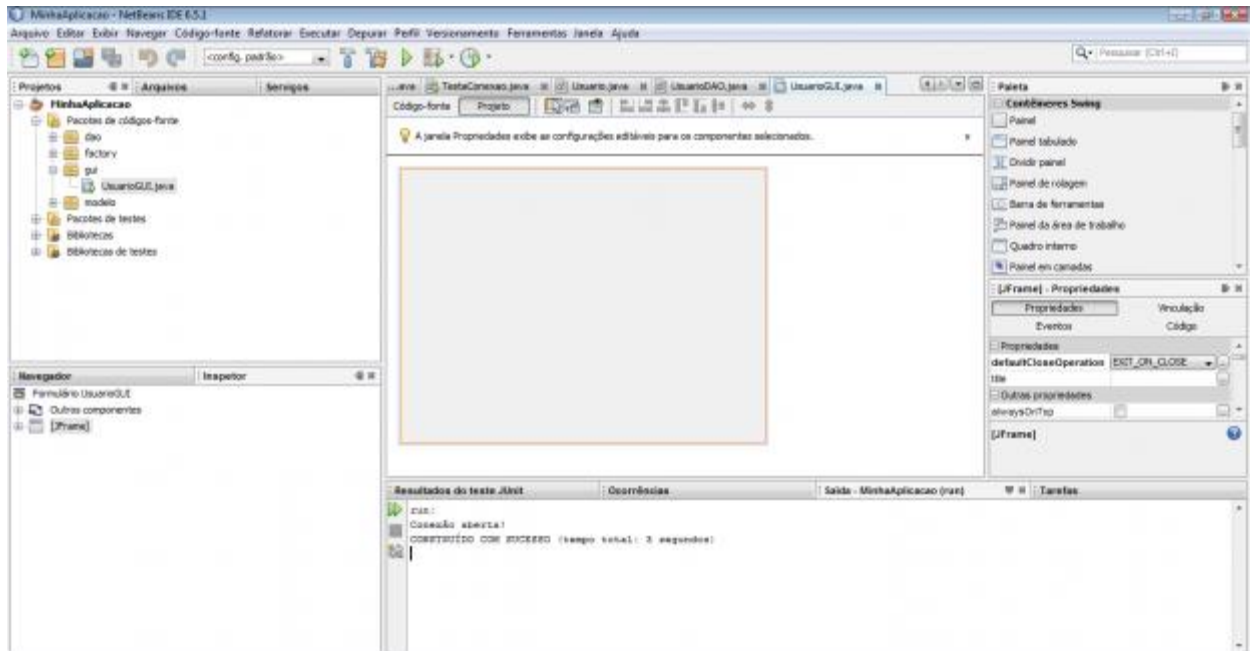 MinhaAplicacao - NetBeans IDE 6.5.1
Arquivo Editar Exibir Navegar Código-fonte Refatorar Executar Depurar Perfil Versionamento Ferramentas Janela Ajuda
<config. padrão>
Pesquisar (Ctrl+I)
Projetos Arquivos Serviços
MinhaAplicacao
Pacotes de códigos-fonte
dao
factory
gui
UsuarioGUI.java
modelo
Pacotes de testes
Bibliotecas
Bibliotecas de testes
Navegador Inspetor
Formulário UsuarioGUI
Outros componentes
[JFrame]
...ava TestaConexao.java Usuario.java UsuarioDAO.java UsuarioGUI.java
Código-fonte Projeto
A janela Propriedades exibe as configurações editáveis para os componentes selecionados.
Resultados do teste JUnit Ocorrências Saída - MinhaAplicacao (run) Tarefas
run:
Conexão aberta!
CONSTRUÍDO COM SUCESSO (tempo total: 3 segundos)
Paleta
Contêineres Swing
Painel
Painel tabulado
Dividir painel
Painel de rolagem
Barra de ferramentas
Painel da área de trabalho
Quadro interno
Painel em camadas
[JFrame] - Propriedades
Propriedades Vinculação
Eventos Código
Propriedades
defaultCloseOperation EXIT_ON_CLOSE
title
Outras propriedades
alwaysOnTop
[JFrame]